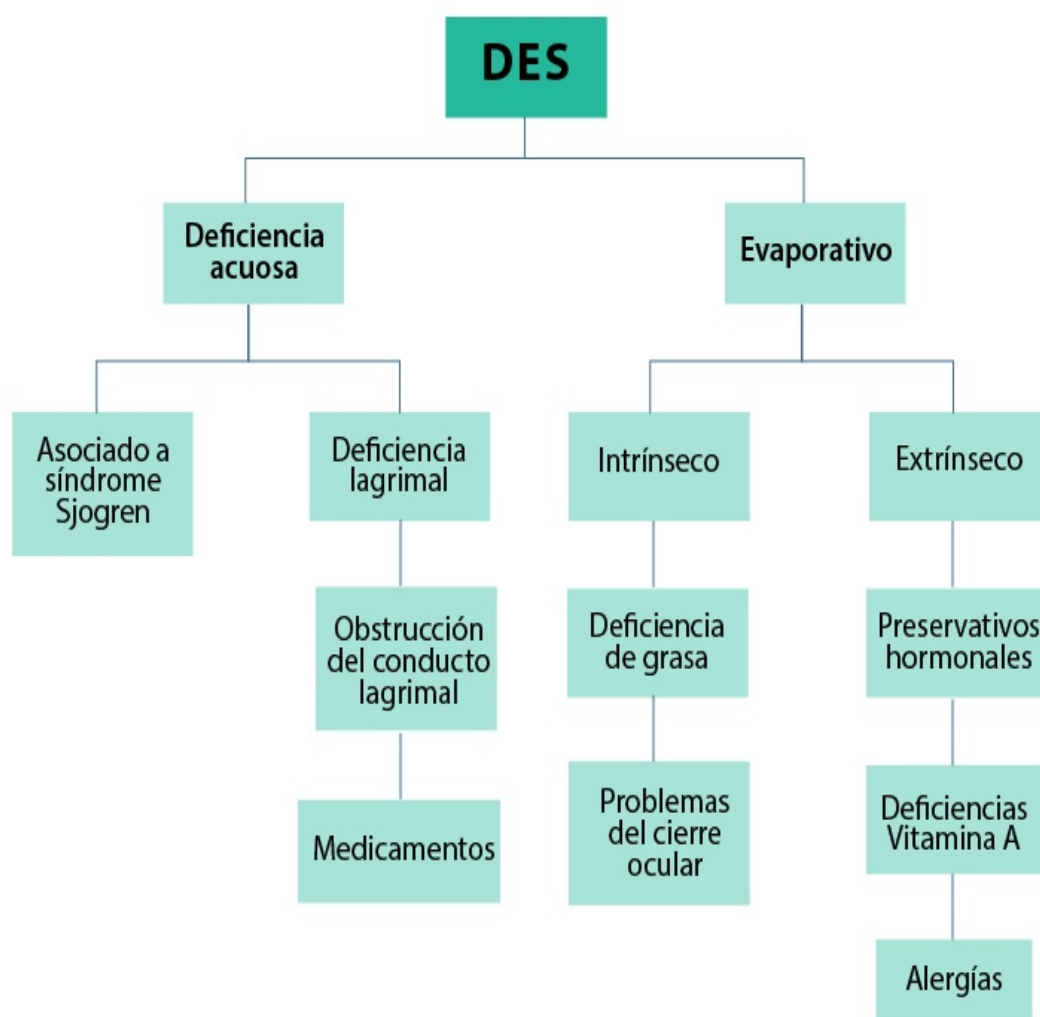 DES
Deficiencia
acuosa
Evaporativo
Asociado a
síndrome
Sjogren
Deficiencia
lagrimal
Intrínseco
Extrínseco
Obstrucción
del conducto
lagrimal
Deficiencia
de grasa
Preservativos
hormonales
Medicamentos
Problemas
del cierre
ocular
Deficiencias
Vitamina A
Alergías